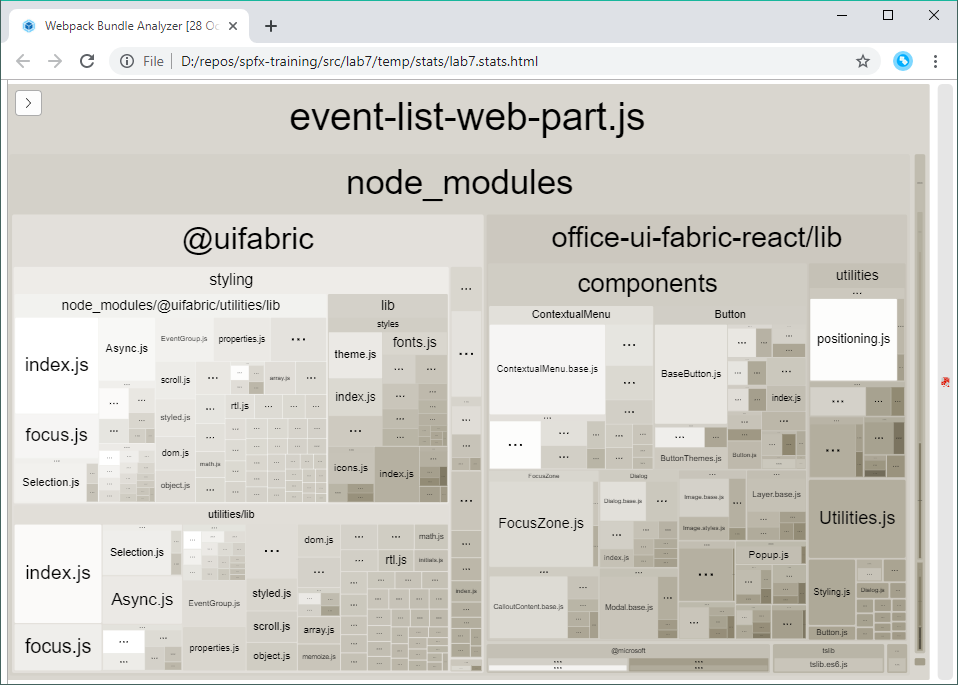 Webpack Bundle Analyzer [28 Oc
File | D:/repos/spfx-training/src/lab7/temp/stats/lab7.stats.html
event-list-web-part.js
node_modules
@uifabric
office-ui-fabric-react/lib
styling
components
utilities
node_modules/@uifabric/utilities/lib
lib
styles
ContextualMenu
Button
...
index.js
Async.js
EventGroup.js
properties.js
...
theme.js
fonts.js
...
ContextualMenu.base.js
...
BaseButton.js
...
positioning.js
scroll.js
...
array.js
...
index.js
...
index.js
focus.js
styled.js
rtl.js
dom.js
math.js
object.js
Selection.js
icons.js
index.js
...
ButtonThemes.js
Button.js
...
FocusZone
Dialog
FocusZone.js
Dialog.base.js
...
index.js
Image.base.js
Image.styles.js
Layer.base.js
Popup.js
Utilities.js
utilities/lib
index.js
Selection.js
...
dom.js
...
math.js
rtl.js
initials.js
Async.js
EventGroup.js
styled.js
index.js
CalloutContent.base.js
Modal.base.js
...
Styling.js
Dialog.js
focus.js
scroll.js
array.js
properties.js
object.js
memoize.js
Button.js
@microsoft
tslib
tslib.es6.js